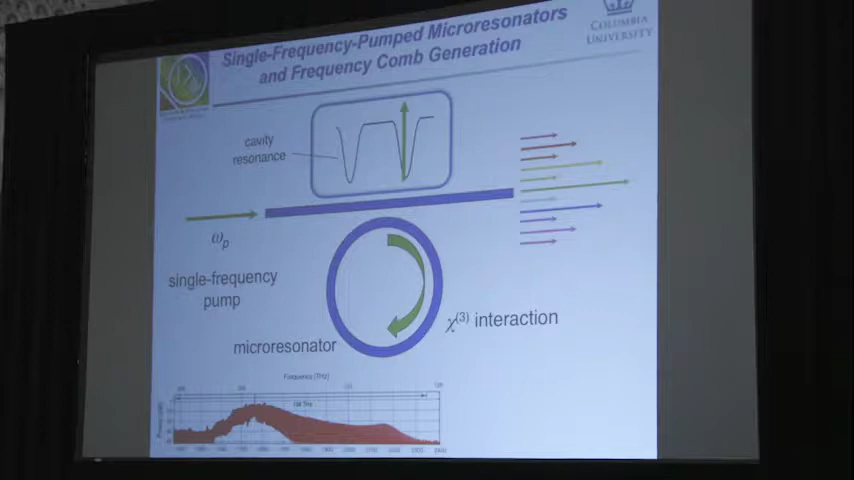 Single-Frequency-Pumped Microresonators
and Frequency Comb Generation
COLUMBIA
UNIVERSITY
cavity
resonance
ωp
single-frequency
pump
χ(3) interaction
microresonator
Frequency [THz]